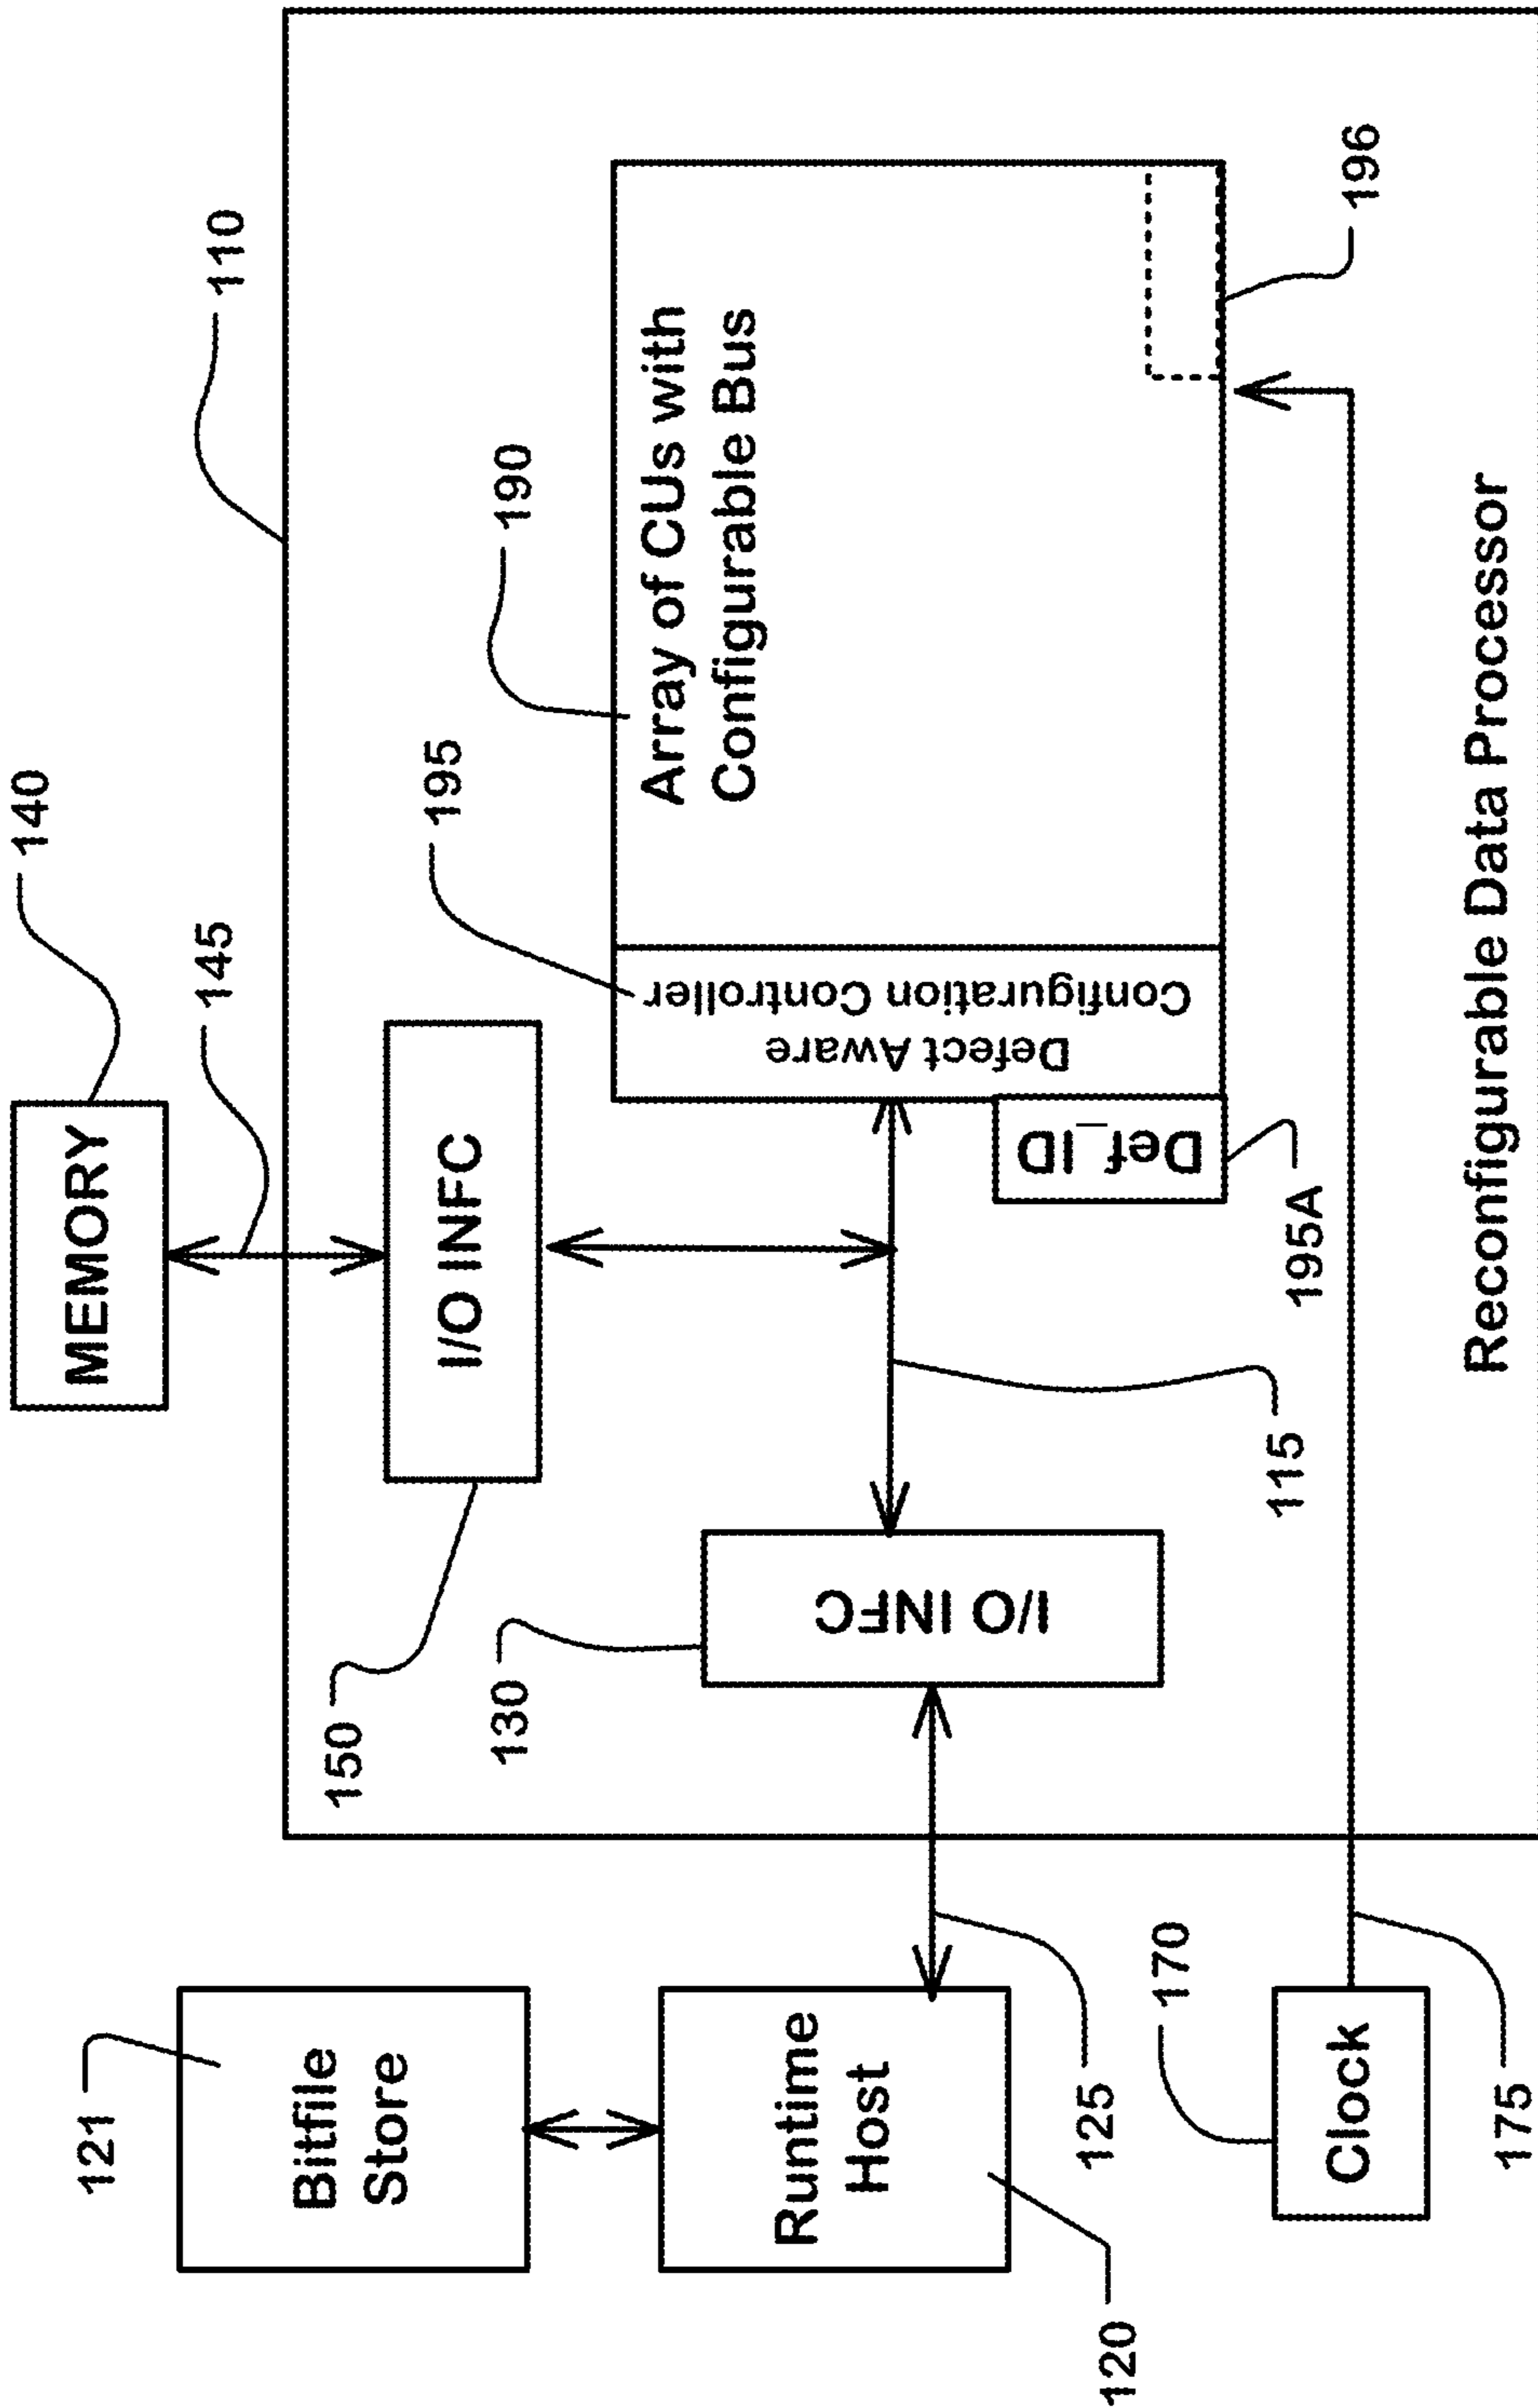 140
MEMORY
145
110
121
Bitfile
Store
150
I/O INFC
195
190
Array of CUs with
Configurable Bus
130
I/O INFC
Defect Aware
Configuration Controller
Runtime
Host
Def_ID
120
125
115
195A
196
170
Clock
175
Reconfigurable Data Processor